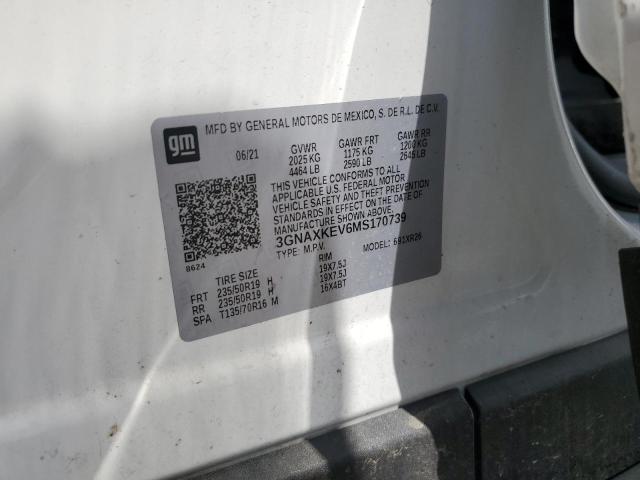 gm
MFD BY GENERAL MOTORS DE MEXICO, S. DE R.L. DE C.V.
06/21 GVWR GAWR FRT GAWR RR
2025 KG 1175 KG 1200 KG
4464 LB 2590 LB 2645 LB
THIS VEHICLE CONFORMS TO ALL
APPLICABLE U.S. FEDERAL MOTOR
VEHICLE SAFETY AND THEFT PREVENTION
STANDARDS IN EFFECT ON THE DATE OF
MANUFACTURE SHOWN ABOVE.
3GNAXKEV6MS170739
TYPE: M.P.V. MODEL: 691XR26
8624
TIRE SIZE RIM
FRT 235/50R19 H 19X7.5J
RR 235/50R19 H 19X7.5J
SFA T135/70R16 M 16X4BT